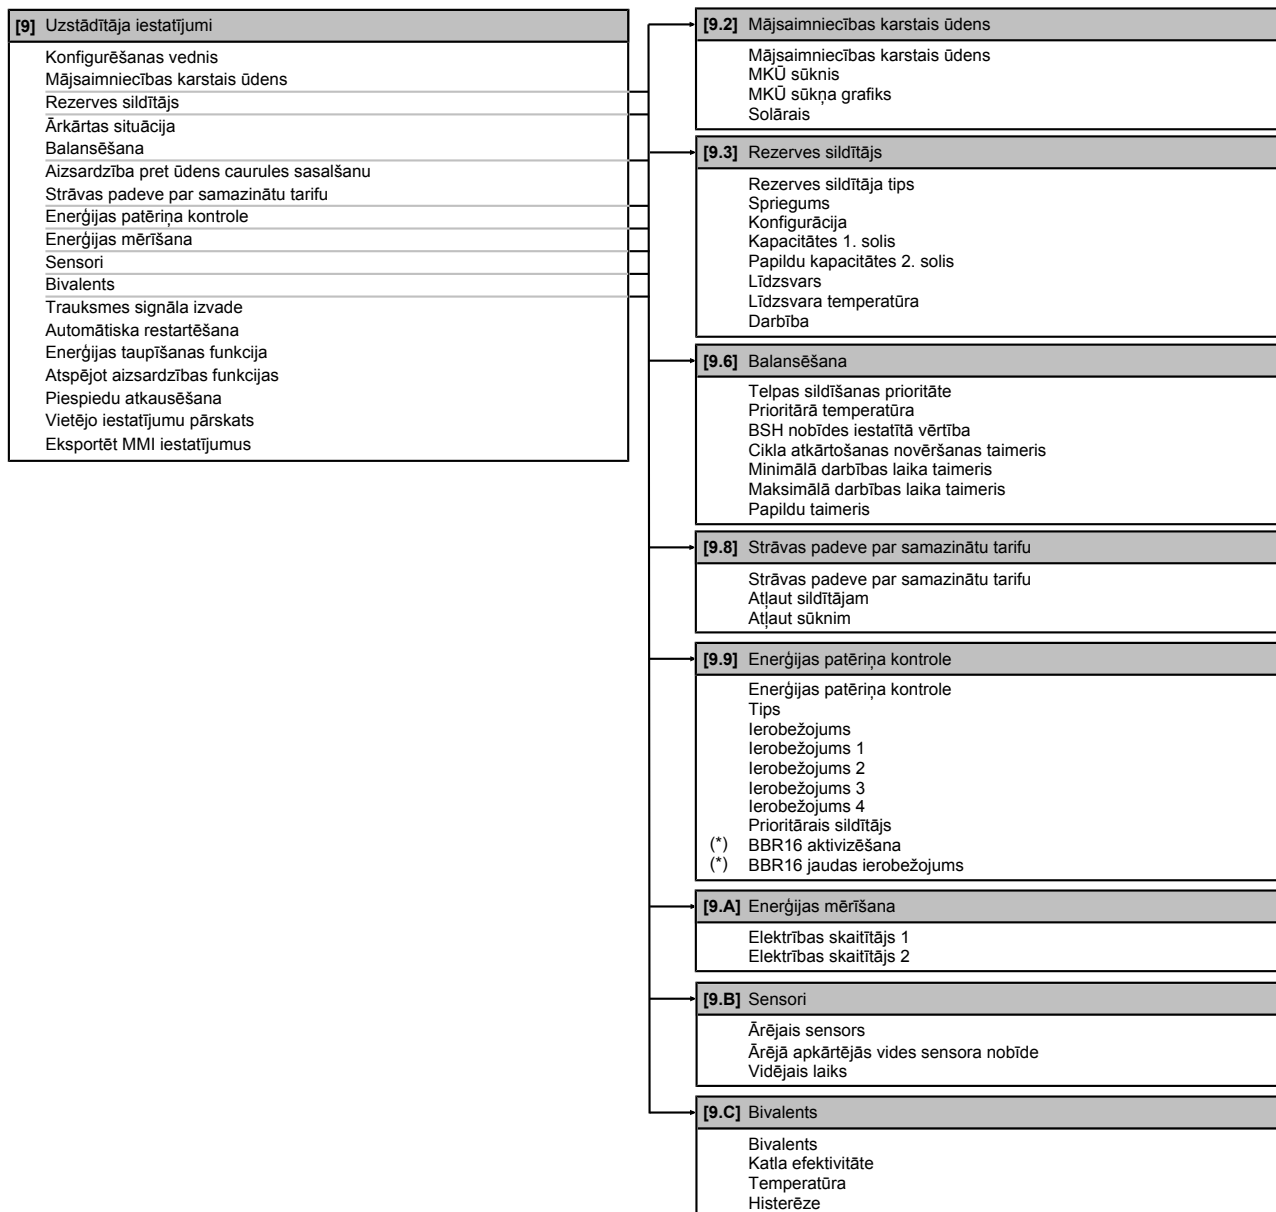 [9] Uzstādītāja iestatījumi
Konfigurēšanas vednis
Mājsaimniecības karstais ūdens
Rezerves sildītājs
Ārkārtas situācija
Balansēšana
Aizsardzība pret ūdens caurules sasalšanu
Strāvas padeve par samazinātu tarifu
Enerģijas patēriņa kontrole
Enerģijas mērīšana
Sensori
Bivalents
Trauksmes signāla izvade
Automātiska restartēšana
Enerģijas taupīšanas funkcija
Atspējot aizsardzības funkcijas
Piespiedu atkausēšana
Vietējo iestatījumu pārskats
Eksportēt MMI iestatījumus
[9.2] Mājsaimniecības karstais ūdens
Mājsaimniecības karstais ūdens
MKŪ sūknis
MKŪ sūkņa grafiks
Solārais
[9.3] Rezerves sildītājs
Rezerves sildītāja tips
Spriegums
Konfigurācija
Kapacitātes 1. solis
Papildu kapacitātes 2. solis
Līdzsvars
Līdzsvara temperatūra
Darbība
[9.6] Balansēšana
Telpas sildīšanas prioritāte
Prioritārā temperatūra
BSH nobīdes iestatītā vērtība
Cikla atkārtošanas novēršanas taimeris
Minimālā darbības laika taimeris
Maksimālā darbības laika taimeris
Papildu taimeris
[9.8] Strāvas padeve par samazinātu tarifu
Strāvas padeve par samazinātu tarifu
Atļaut sildītājam
Atļaut sūknim
[9.9] Enerģijas patēriņa kontrole
Enerģijas patēriņa kontrole
Tips
Ierobežojums
Ierobežojums 1
Ierobežojums 2
Ierobežojums 3
Ierobežojums 4
Prioritārais sildītājs
(*) BBR16 aktivizēšana
(*) BBR16 jaudas ierobežojums
[9.A] Enerģijas mērīšana
Elektrības skaitītājs 1
Elektrības skaitītājs 2
[9.B] Sensori
Ārējais sensors
Ārējā apkārtējās vides sensora nobīde
Vidējais laiks
[9.C] Bivalents
Bivalents
Katla efektivitāte
Temperatūra
Histerēze